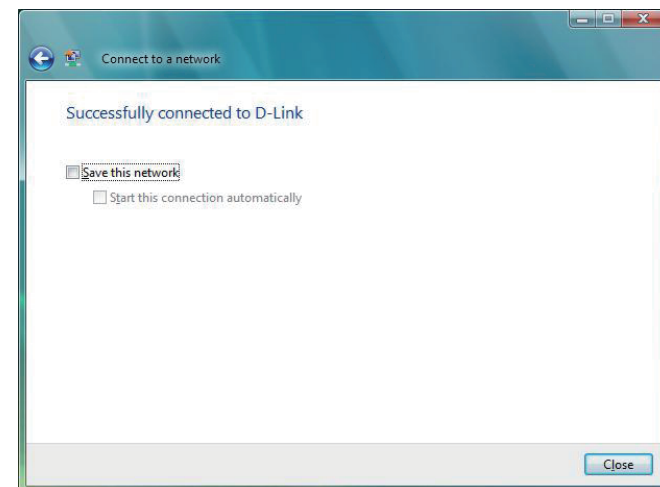 Connect to a network
Successfully connected to D-Link
Save this network
Start this connection automatically
Close